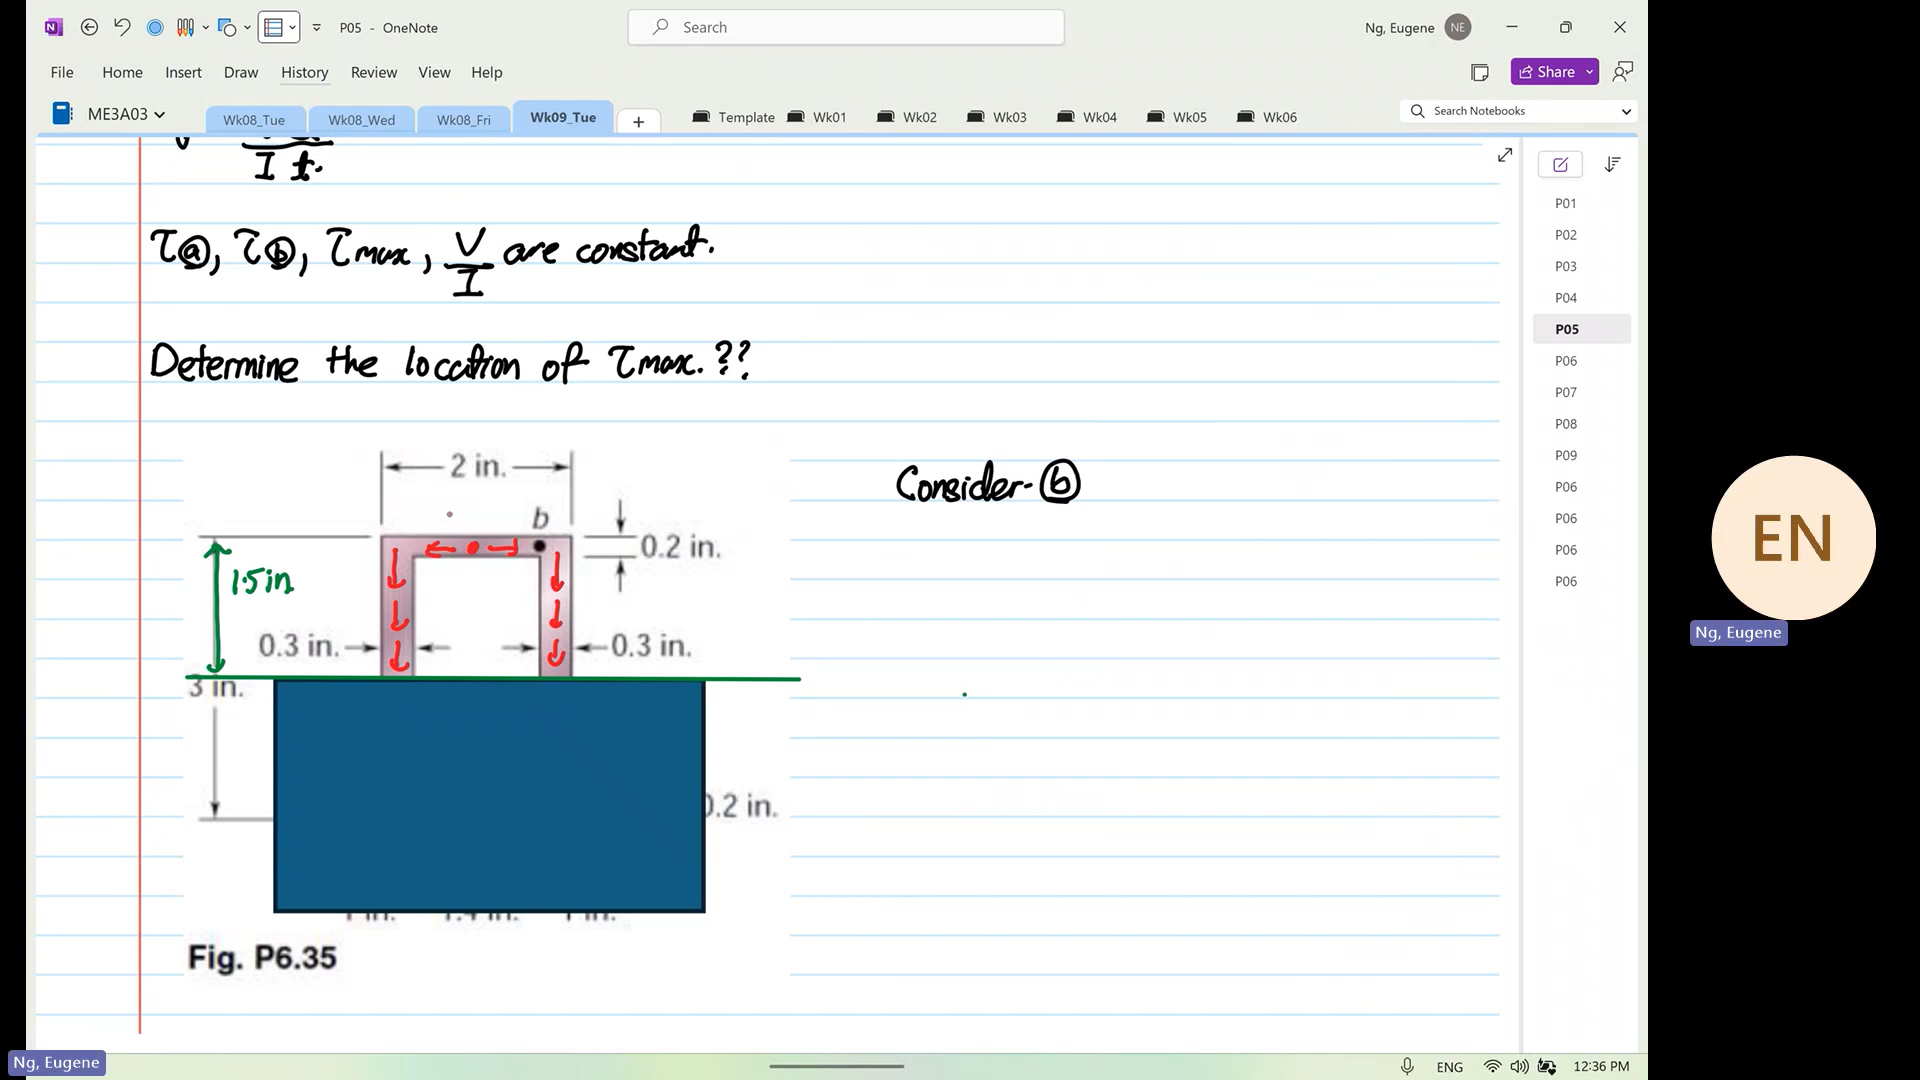 P05 - OneNote
Search
Ng, Eugene
NE
File Home Insert Draw History Review View Help
Share
ME3A03
Wk08_Tue Wk08_Wed Wk08_Fri Wk09_Tue + Template Wk01 Wk02 Wk03 Wk04 Wk05 Wk06
Search Notebooks
I t.
τⓐ, τⓑ, τmax, V/I are constant.
Determine the location of τmax.??
2 in.
b
0.2 in.
1.5in
0.3 in.
0.3 in.
3 in.
0.2 in.
Fig. P6.35
Consider ⓑ
P01
P02
P03
P04
P05
P06
P07
P08
P09
P06
P06
P06
P06
EN
Ng, Eugene
Ng, Eugene
ENG
12:36 PM